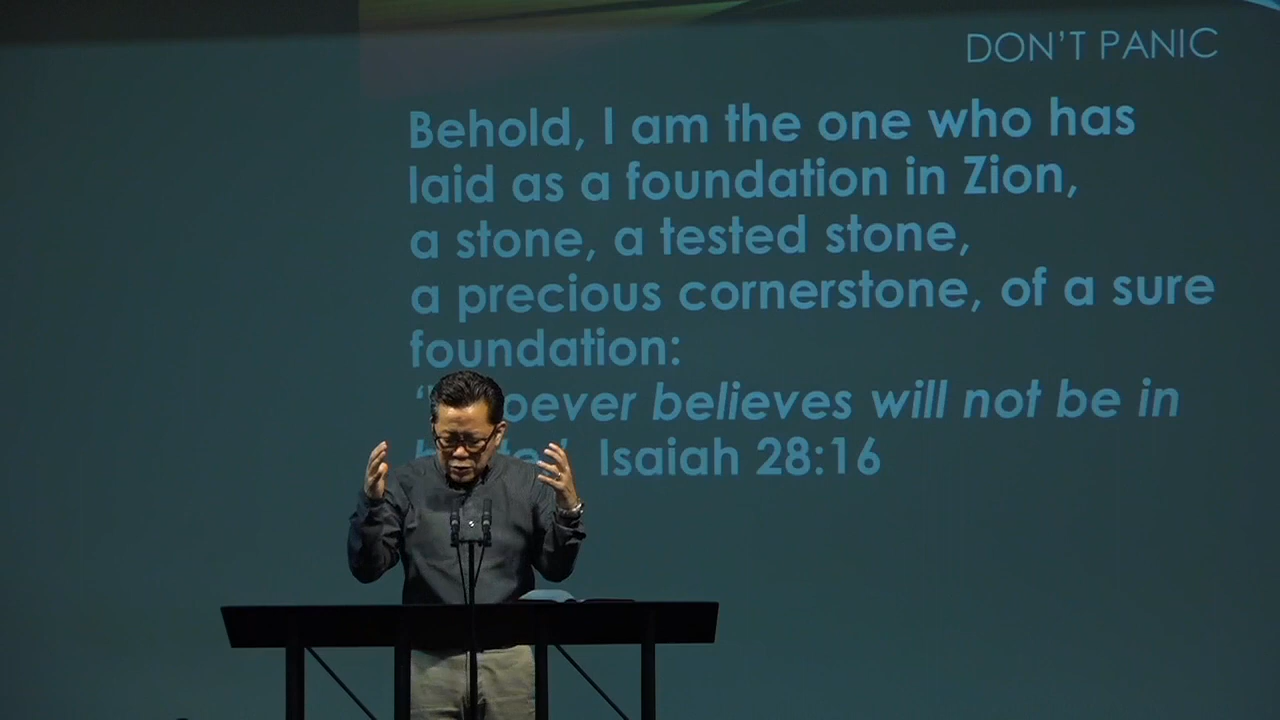 DON'T PANIC
Behold, I am the one who has
laid as a foundation in Zion,
a stone, a tested stone,
a precious cornerstone, of a sure
foundation:
believes will not be in
Isaiah 28:16